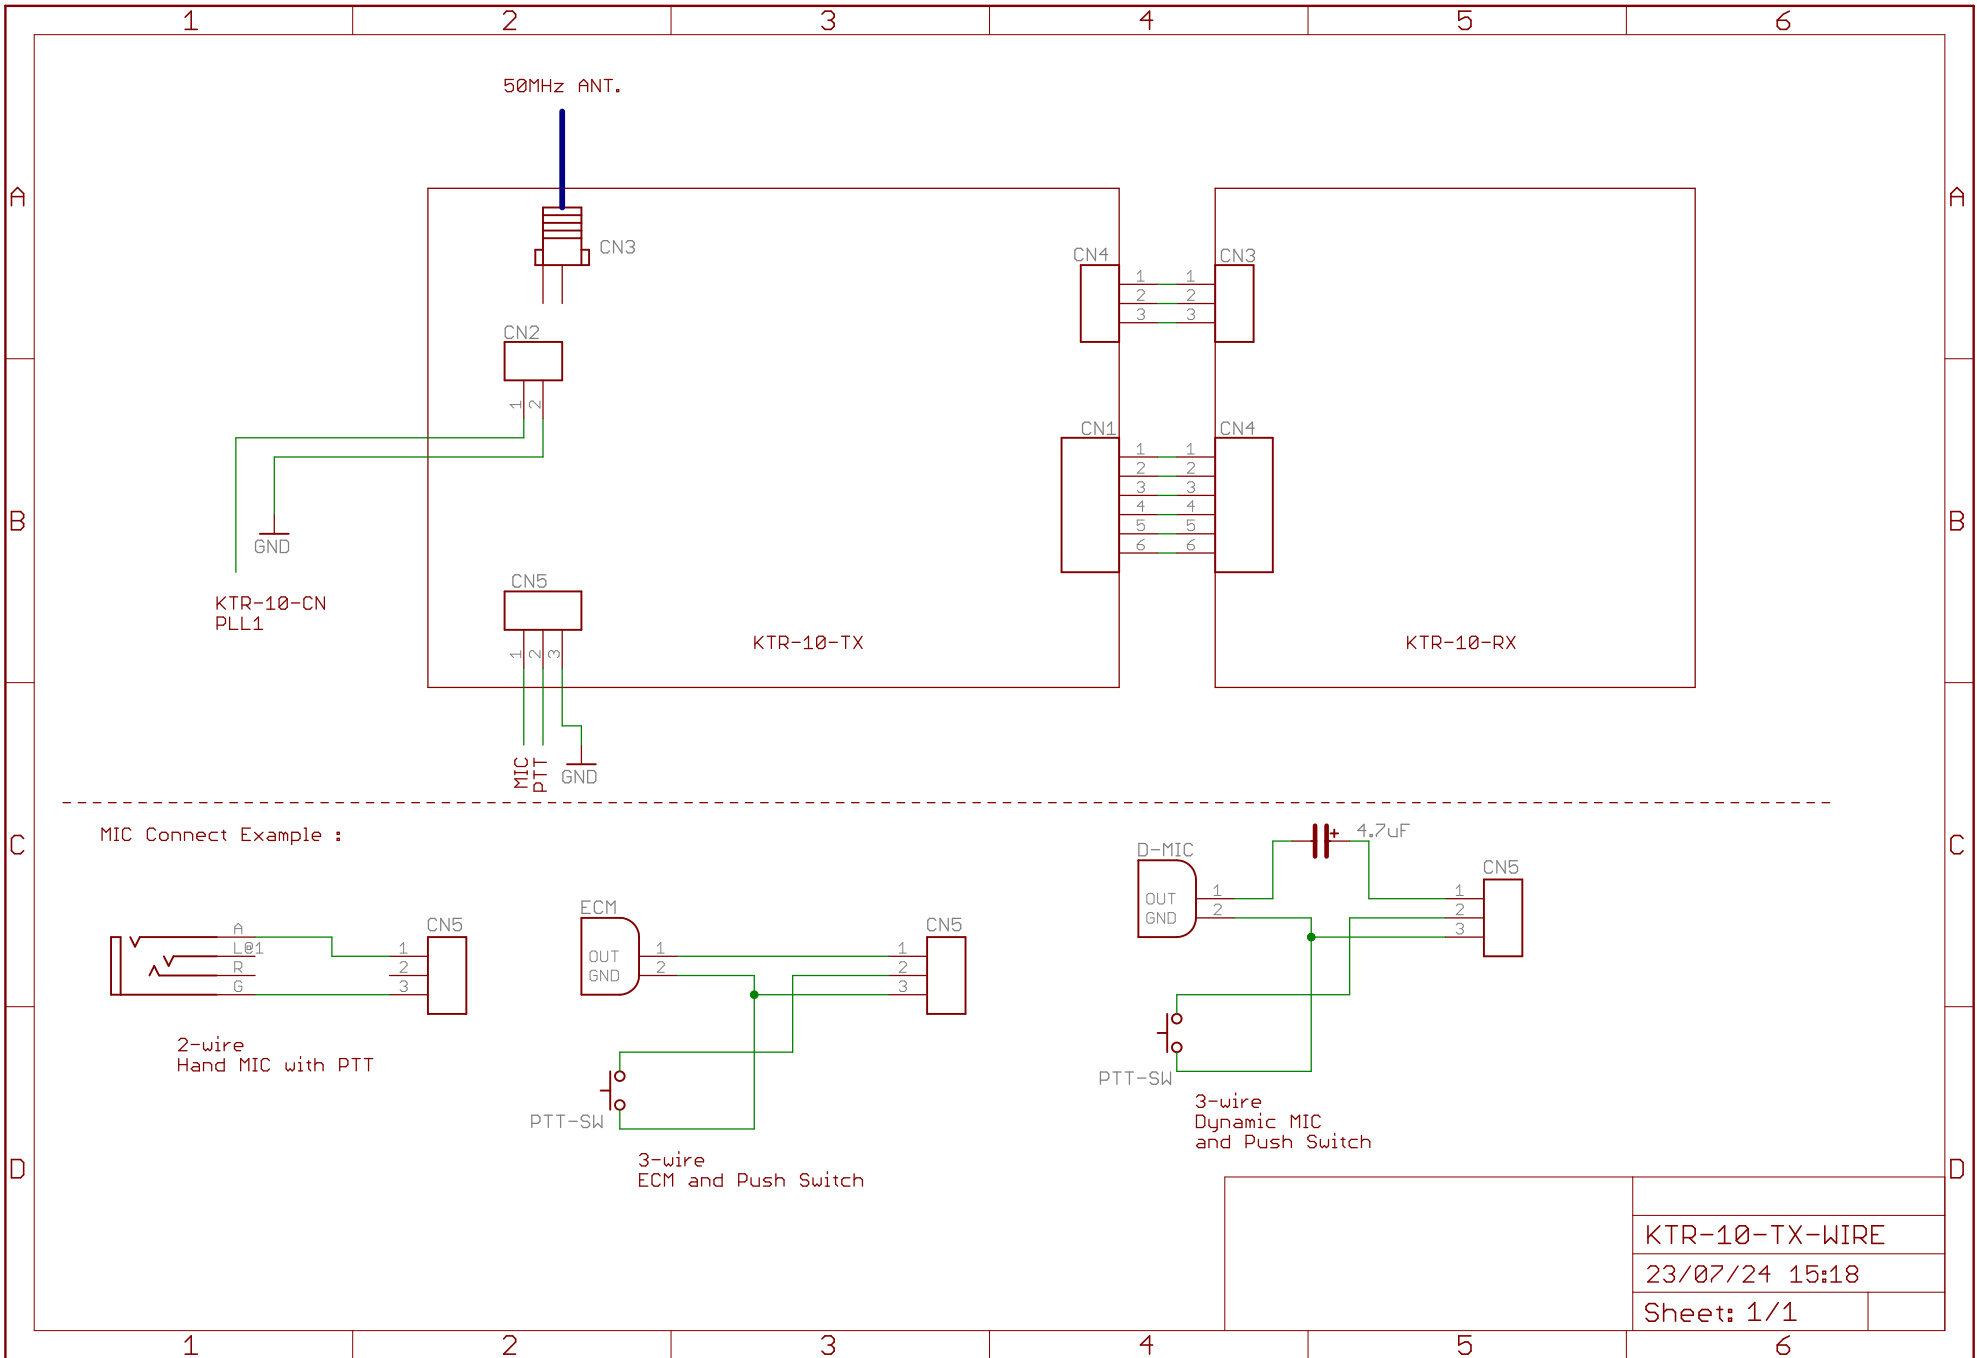 1 2 3 4 5 6
50MHz ANT.
A A
CN3
CN4 CN3
1 1
2 2
3 3
CN2
1 2
CN1 CN4
1 1
2 2
3 3
4 4
5 5
6 6
B B
GND
KTR-10-CN
PLL1
CN5
1 2 3
KTR-10-TX
KTR-10-RX
MIC
PTT
GND
MIC Connect Example :
C C
A
L@1
R
G
CN5
1
2
3
2-wire
Hand MIC with PTT
ECM
OUT 1
GND 2
CN5
1
2
3
PTT-SW
3-wire
ECM and Push Switch
D-MIC
OUT 1
GND 2
+ 4.7uF
CN5
1
2
3
PTT-SW
3-wire
Dynamic MIC
and Push Switch
D D
KTR-10-TX-WIRE
23/07/24 15:18
Sheet: 1/1
1 2 3 4 5 6